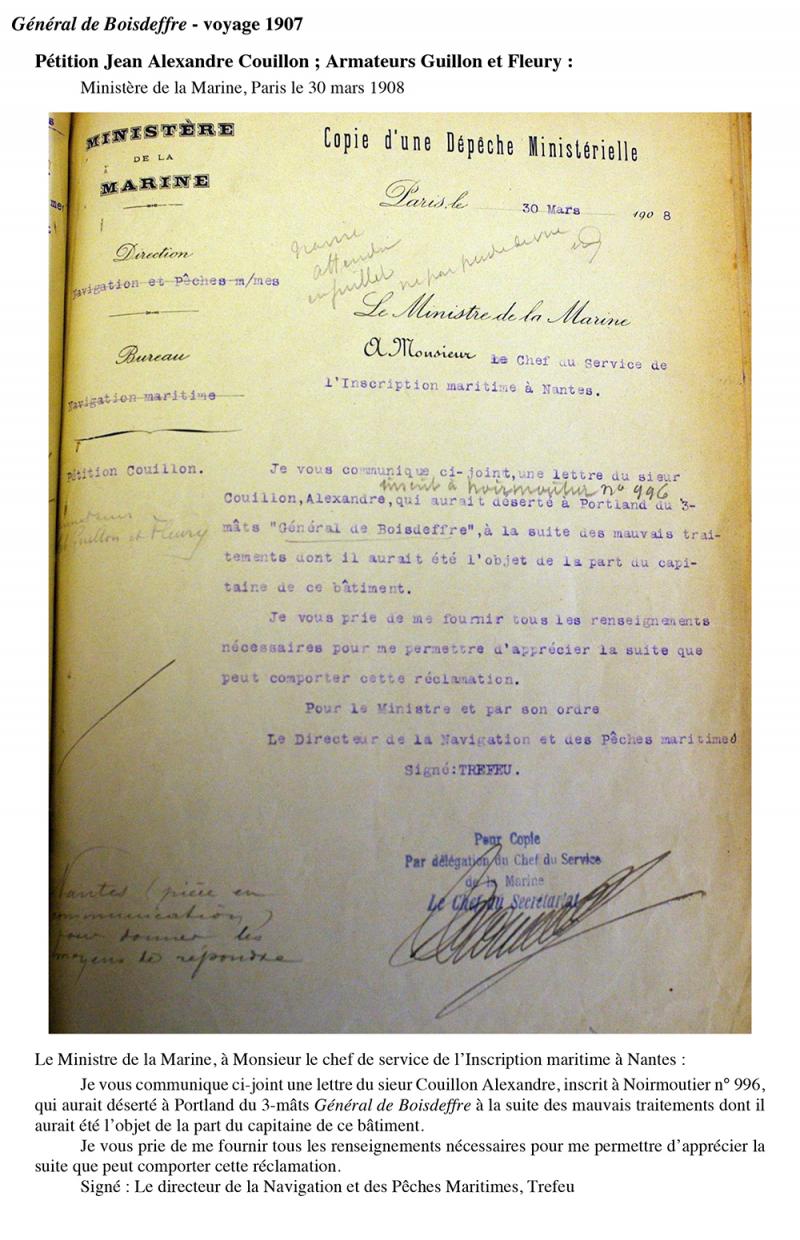 Général de Boisdeffre - voyage 1907
Pétition Jean Alexandre Couillon ; Armateurs Guillon et Fleury :
Ministère de la Marine, Paris le 30 mars 1908
MINISTÈRE
DE LA
MARINE
Copie d'une Dépêche Ministérielle
Paris, le 30 Mars 1908
navire
attendu
en juillet ne pas perdre de vue
Direction
Navigation et Pêches m/mes
Le Ministre de la Marine
Bureau
Navigation maritime
A Monsieur le Chef du Service de
l'Inscription maritime à Nantes.
Pétition Couillon.
Guillon et Fleury
Je vous communique ci-joint, une lettre du sieur
inscrit à Noirmoutier n° 996
Couillon, Alexandre, qui aurait déserté à Portland du 3-
mâts "Général de Boisdeffre", à la suite des mauvais trai-
tements dont il aurait été l'objet de la part du capi-
taine de ce bâtiment.
Je vous prie de me fournir tous les renseignements
nécessaires pour me permettre d'apprécier la suite que
peut comporter cette réclamation.
Pour le Ministre et par son ordre
Le Directeur de la Navigation et des Pêches maritimes
Signé: TREFEU.
Pour Copie
Par délégation du Chef du Service
de la Marine
Le Chef du Secrétariat
Nantes (pièce en
communication)
pour donner les
moyens de répondre
Le Ministre de la Marine, à Monsieur le chef de service de l'Inscription maritime à Nantes :
Je vous communique ci-joint une lettre du sieur Couillon Alexandre, inscrit à Noirmoutier n° 996,
qui aurait déserté à Portland du 3-mâts Général de Boisdeffre à la suite des mauvais traitements dont il
aurait été l'objet de la part du capitaine de ce bâtiment.
Je vous prie de me fournir tous les renseignements nécessaires pour me permettre d'apprécier la
suite que peut comporter cette réclamation.
Signé : Le directeur de la Navigation et des Pêches Maritimes, Trefeu